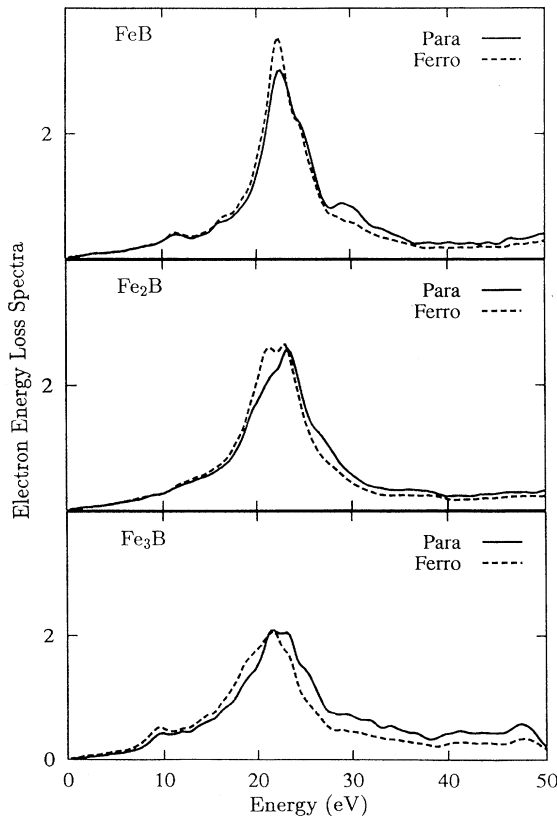 FeB
Para
Ferro
2
Electron Energy Loss Spectra
Fe₂B
Para
Ferro
2
Fe₃B
Para
Ferro
2
0
0 10 20 30 40 50
Energy (eV)